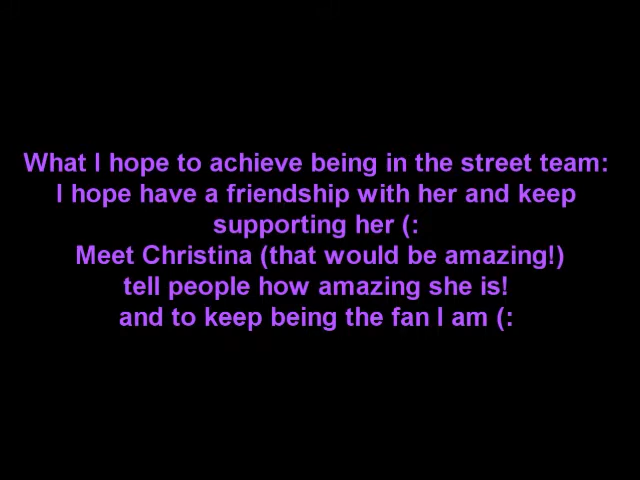 What I hope to achieve being in the street team:
I hope have a friendship with her and keep
supporting her (:
Meet Christina (that would be amazing!)
tell people how amazing she is!
and to keep being the fan I am (: